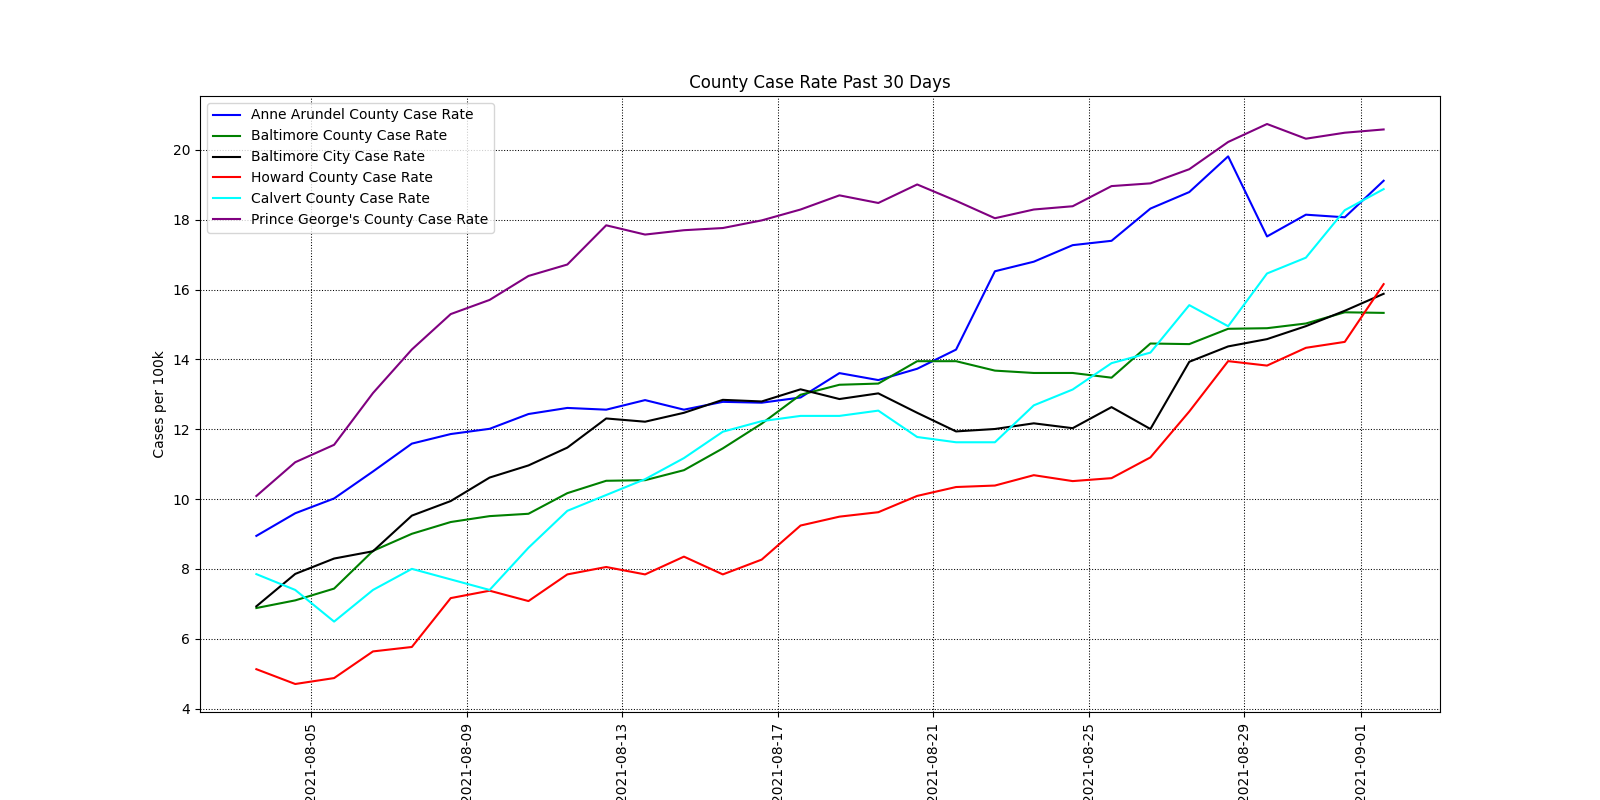 County Case Rate Past 30 Days
Anne Arundel County Case Rate
Baltimore County Case Rate
Baltimore City Case Rate
Howard County Case Rate
Calvert County Case Rate
Prince George's County Case Rate
Cases per 100k
20
18
16
14
12
10
8
6
4
2021-08-05
2021-08-09
2021-08-13
2021-08-17
2021-08-21
2021-08-25
2021-08-29
2021-09-01